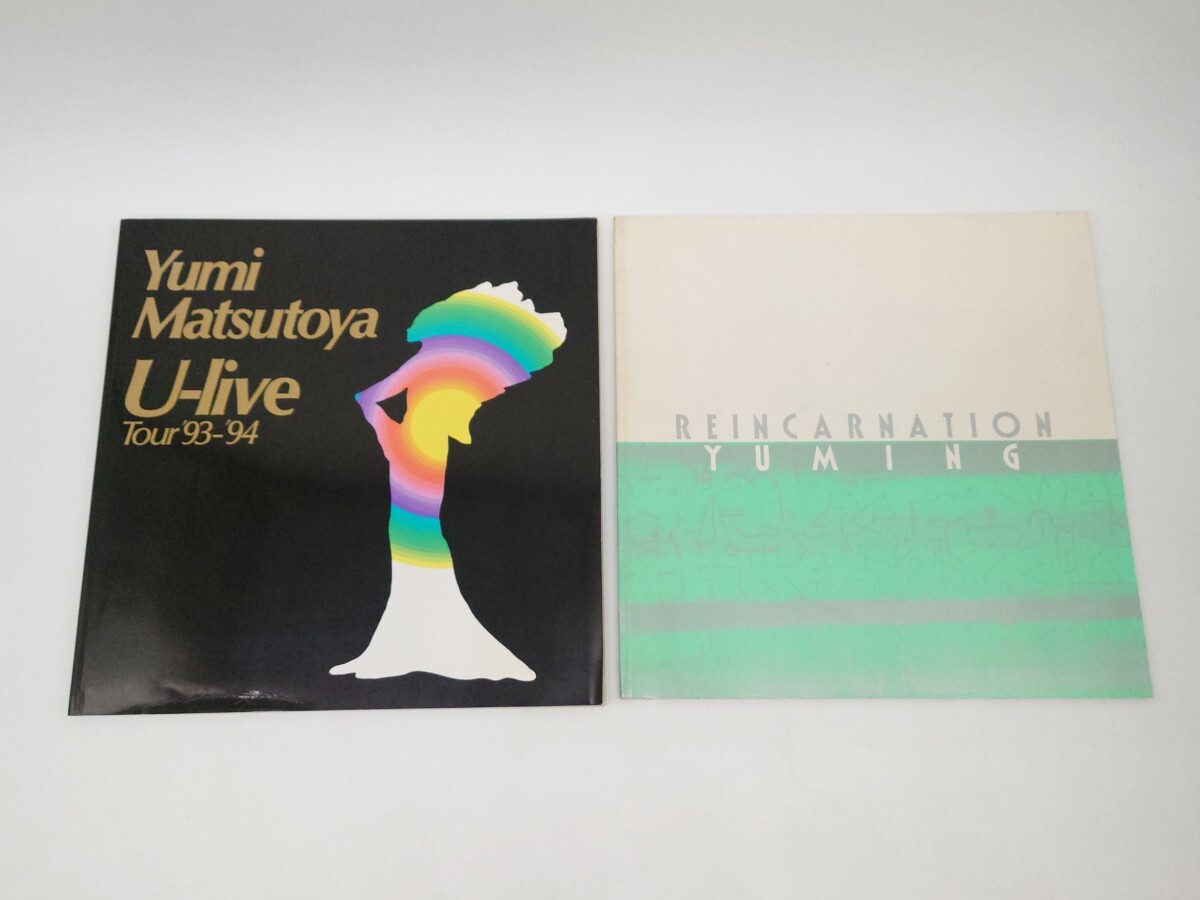 Yumi
Matsutoya
U-live
Tour '93-'94
REINCARNATION
YUMING